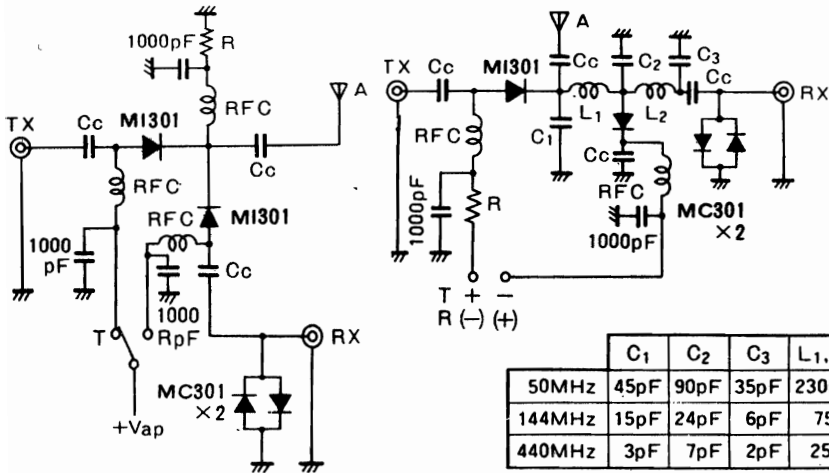 1000pF
R
A
RFC
TX
Cc
MI301
Cc
RFC
RFC
MI301
1000
pF
Cc
1000
pF
T
R
RX
MC301
×2
+Vap
A
Cc
C2
C3
TX
Cc
MI301
Cc
RX
L1
L2
RFC
C1
Cc
RFC
1000pF
R
1000pF
MC301
×2
T + −
R (−) (+)
C1 C2 C3 L1,
50MHz 45pF 90pF 35pF 230
144MHz 15pF 24pF 6pF 75
440MHz 3pF 7pF 2pF 25